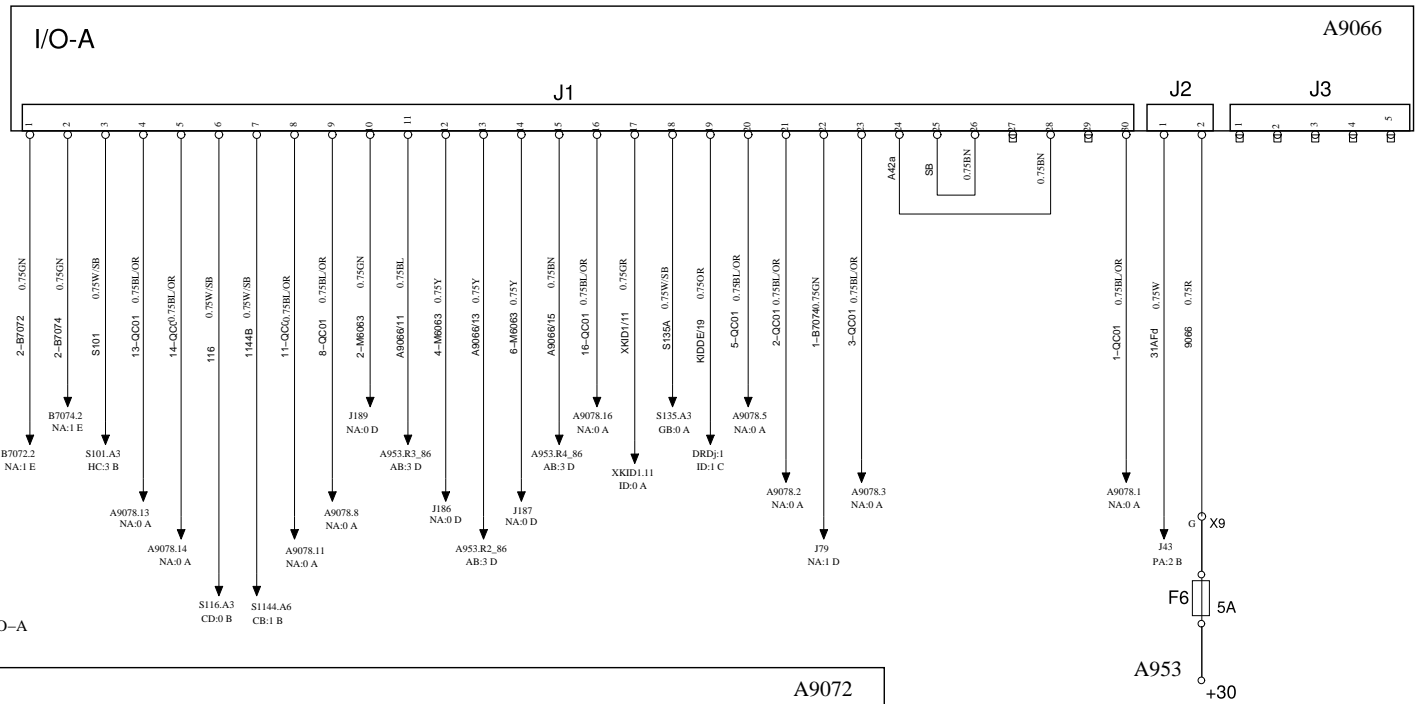 I/O-A
A9066
J1
J2
J3
1 2 3 4 5 6 7 8 9 10 11 12 13 14 15 16 17 18 19 20 21 22 23 24 25 26 27 28 29 30
1 2
1 2 3 4 5
A42a
SB
0.75BN
0.75BN
2-B7072 0.75GN
2-B7074 0.75GN
S101 0.75W/SB
13-QC01 0.75BL/OR
14-QC 0.75BL/OR
116 0.75W/SB
1144B 0.75W/SB
11-QC 0.75BL/OR
8-QC01 0.75BL/OR
2-M6063 0.75GN
A9066/11 0.75BL
4-M6063 0.75Y
A9066/13 0.75Y
6-M6063 0.75Y
A9066/15 0.75BN
16-QC01 0.75BL/OR
XKID1/11 0.75GR
S135A 0.75W/SB
KIDDE/19 0.75OR
5-QC01 0.75BL/OR
2-QC01 0.75BL/OR
1-B7074 0.75GN
3-QC01 0.75BL/OR
1-QC01 0.75BL/OR
31AFd 0.75W
9066 0.75R
B7072.2
NA:1 E
B7074.2
NA:1 E
S101.A3
HC:3 B
A9078.13
NA:0 A
A9078.14
NA:0 A
S116.A3
CD:0 B
S1144.A6
CB:1 B
A9078.11
NA:0 A
A9078.8
NA:0 A
J189
NA:0 D
A953.R3_86
AB:3 D
J186
NA:0 D
A953.R2_86
AB:3 D
J187
NA:0 D
A953.R4_86
AB:3 D
A9078.16
NA:0 A
XKID1.11
ID:0 A
S135.A3
GB:0 A
DRDj:1
ID:1 C
A9078.5
NA:0 A
A9078.2
NA:0 A
J79
NA:1 D
A9078.3
NA:0 A
A9078.1
NA:0 A
J43
PA:2 B
G X9
F6 5A
A953
+30
O-A
A9072